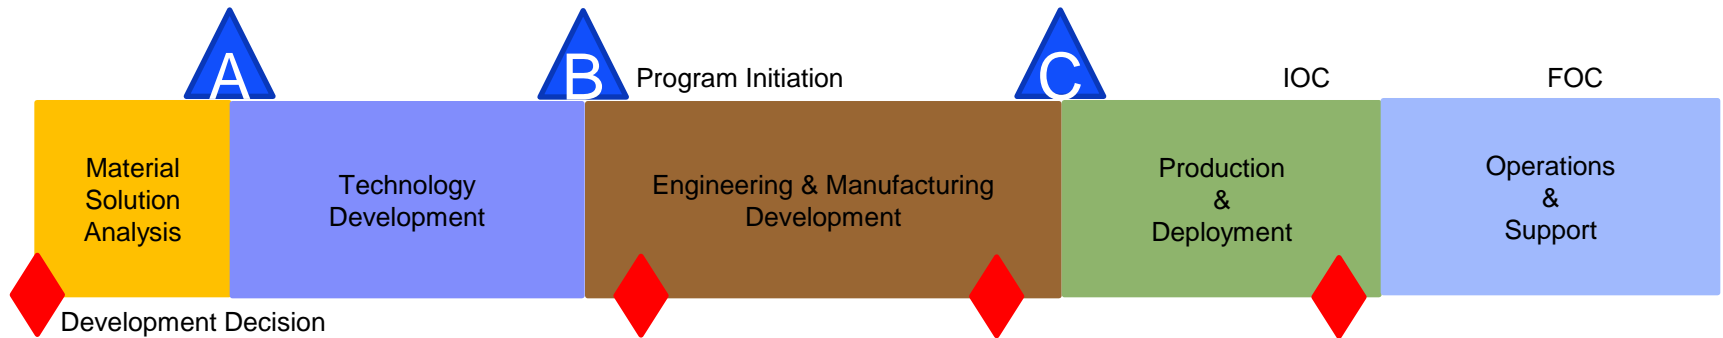 A
B
C
Program Initiation
IOC
FOC
Material
Solution
Analysis
Technology
Development
Engineering & Manufacturing
Development
Production
&
Deployment
Operations
&
Support
Development Decision